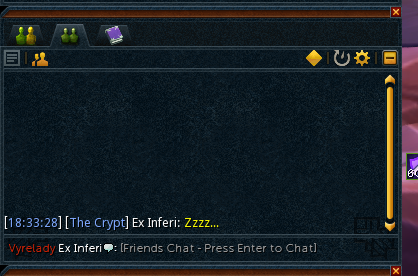 [18:33:28] [The Crypt] Ex Inferi: Zzzz...
Vyrelady Ex Inferi: [Friends Chat - Press Enter to Chat]